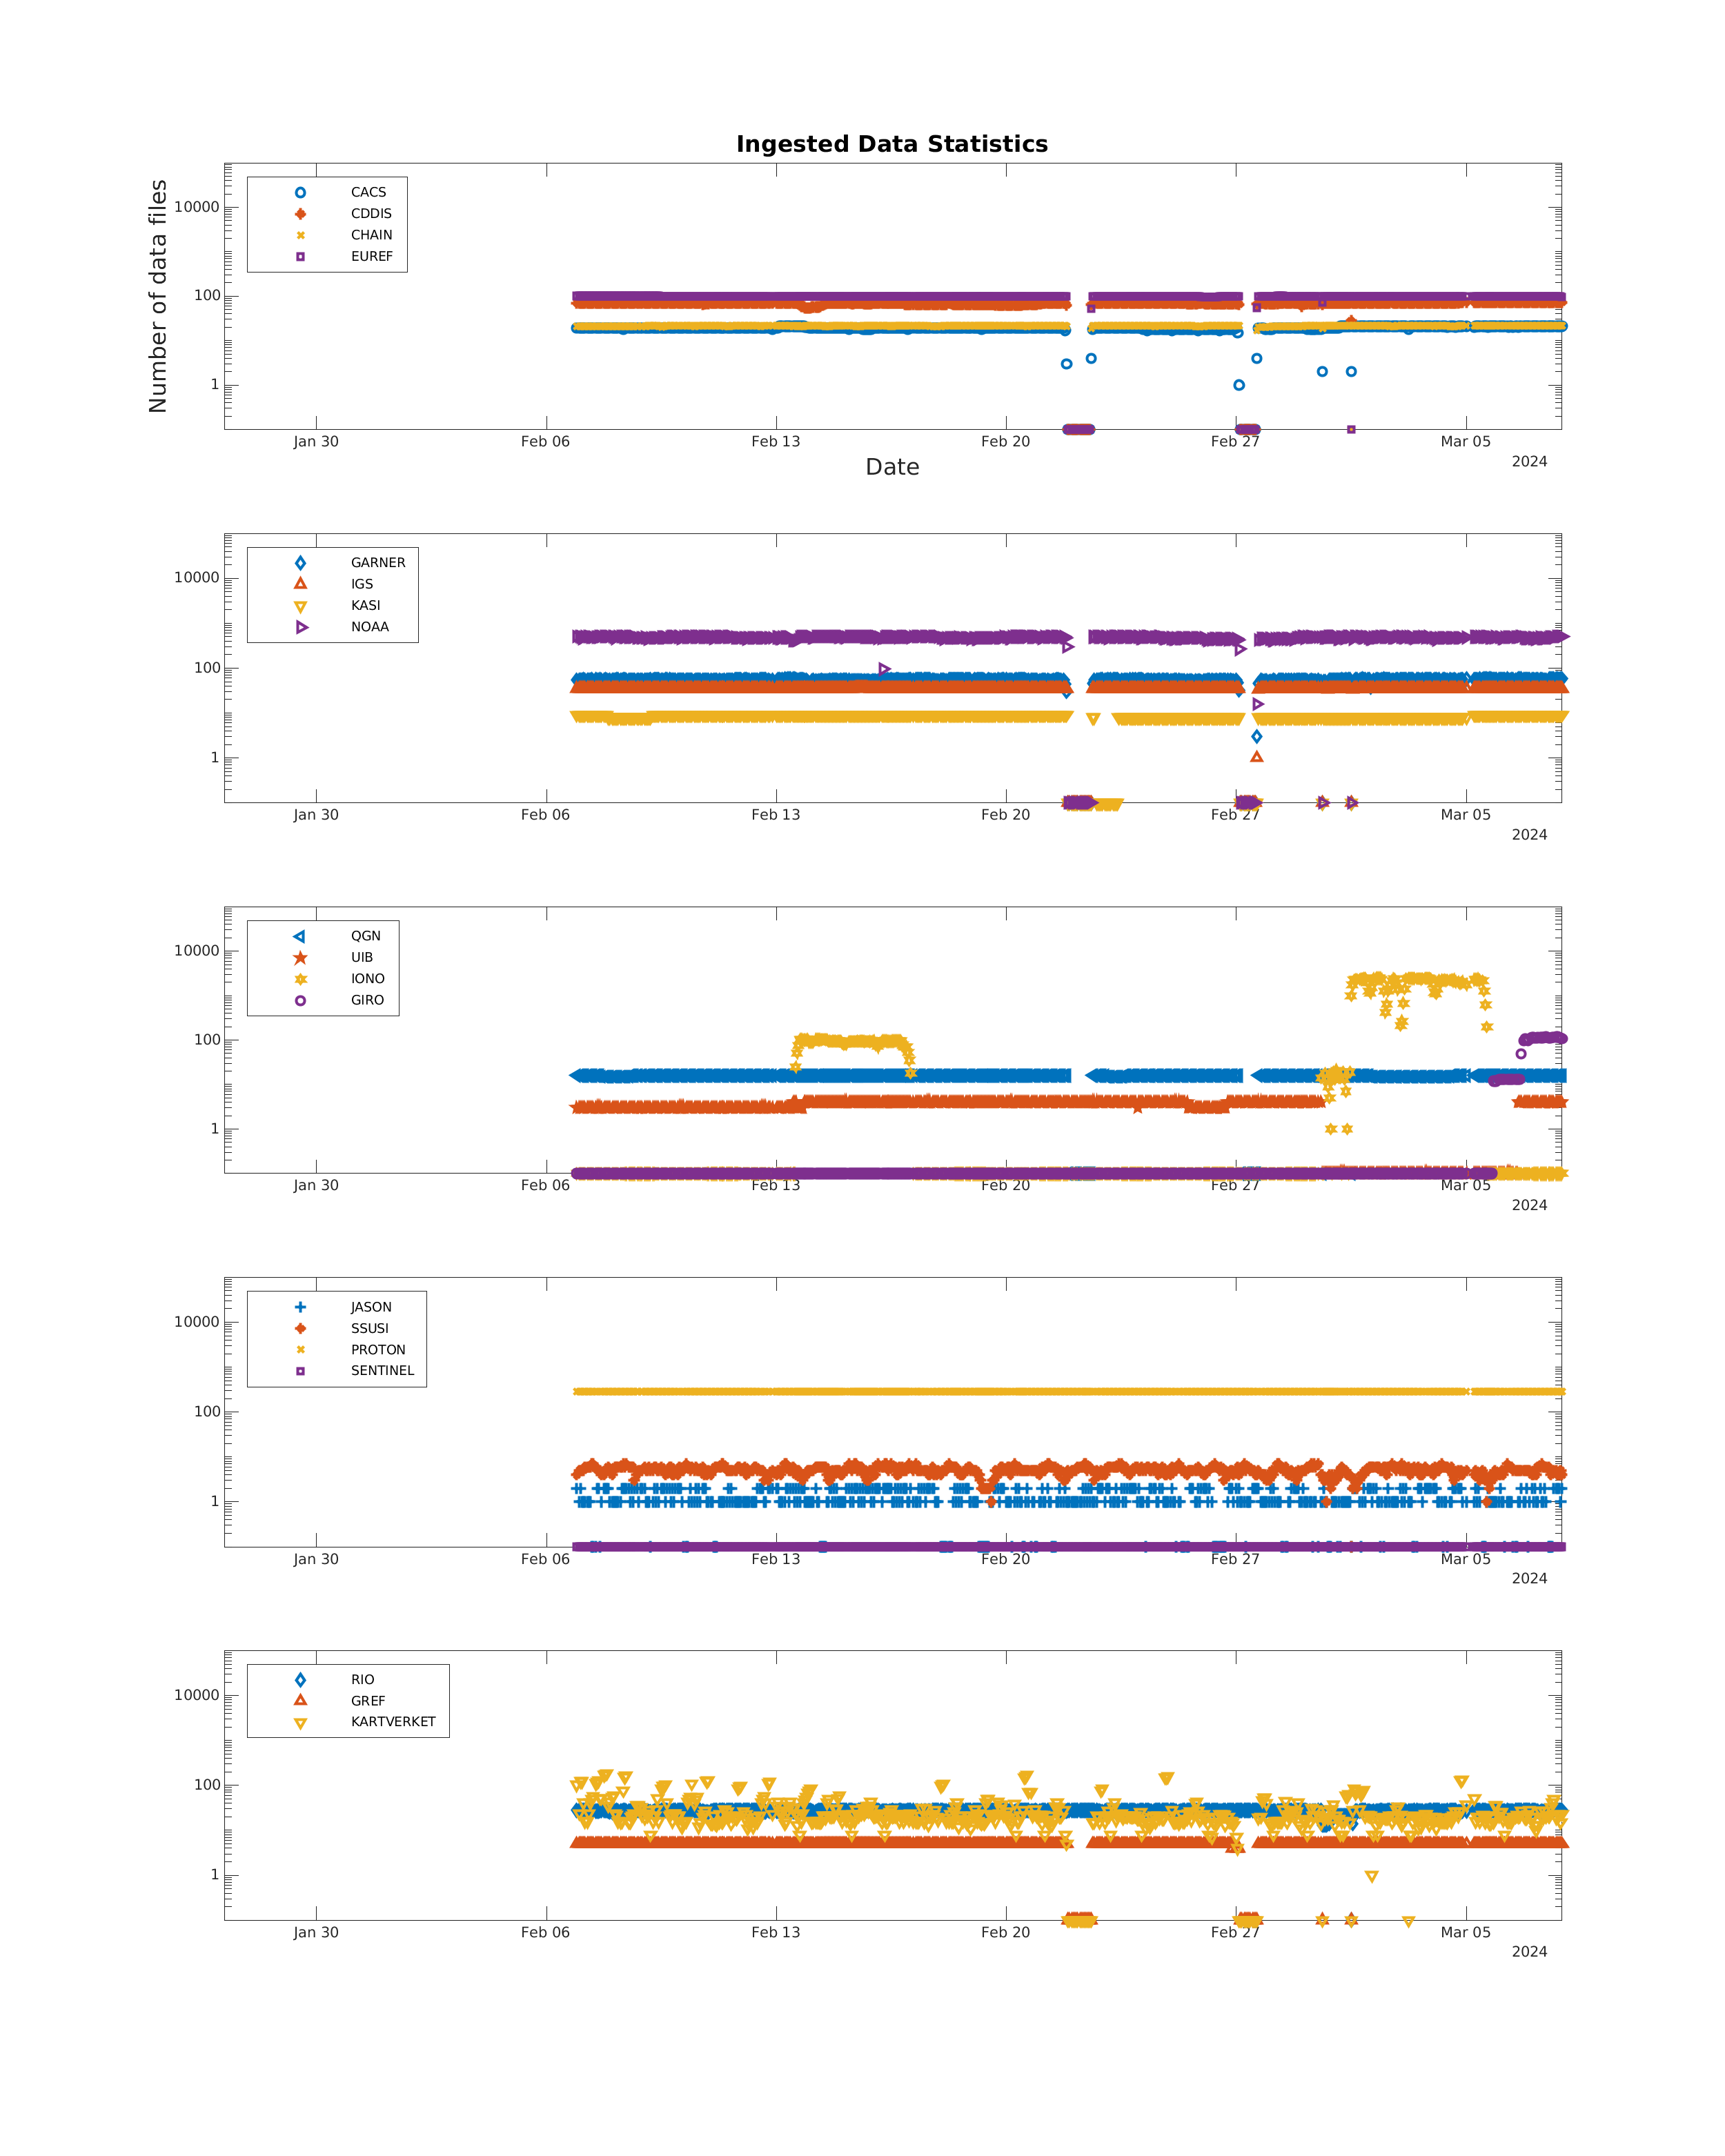 Ingested Data Statistics
Number of data files
10000
100
1
CACS
CDDIS
CHAIN
EUREF
Jan 30 Feb 06 Feb 13 Feb 20 Feb 27 Mar 05
2024
Date
10000
100
1
GARNER
IGS
KASI
NOAA
Jan 30 Feb 06 Feb 13 Feb 20 Feb 27 Mar 05
2024
10000
100
1
QGN
UIB
IONO
GIRO
Jan 30 Feb 06 Feb 13 Feb 20 Feb 27 Mar 05
2024
10000
100
1
JASON
SSUSI
PROTON
SENTINEL
Jan 30 Feb 06 Feb 13 Feb 20 Feb 27 Mar 05
2024
10000
100
1
RIO
GREF
KARTVERKET
Jan 30 Feb 06 Feb 13 Feb 20 Feb 27 Mar 05
2024